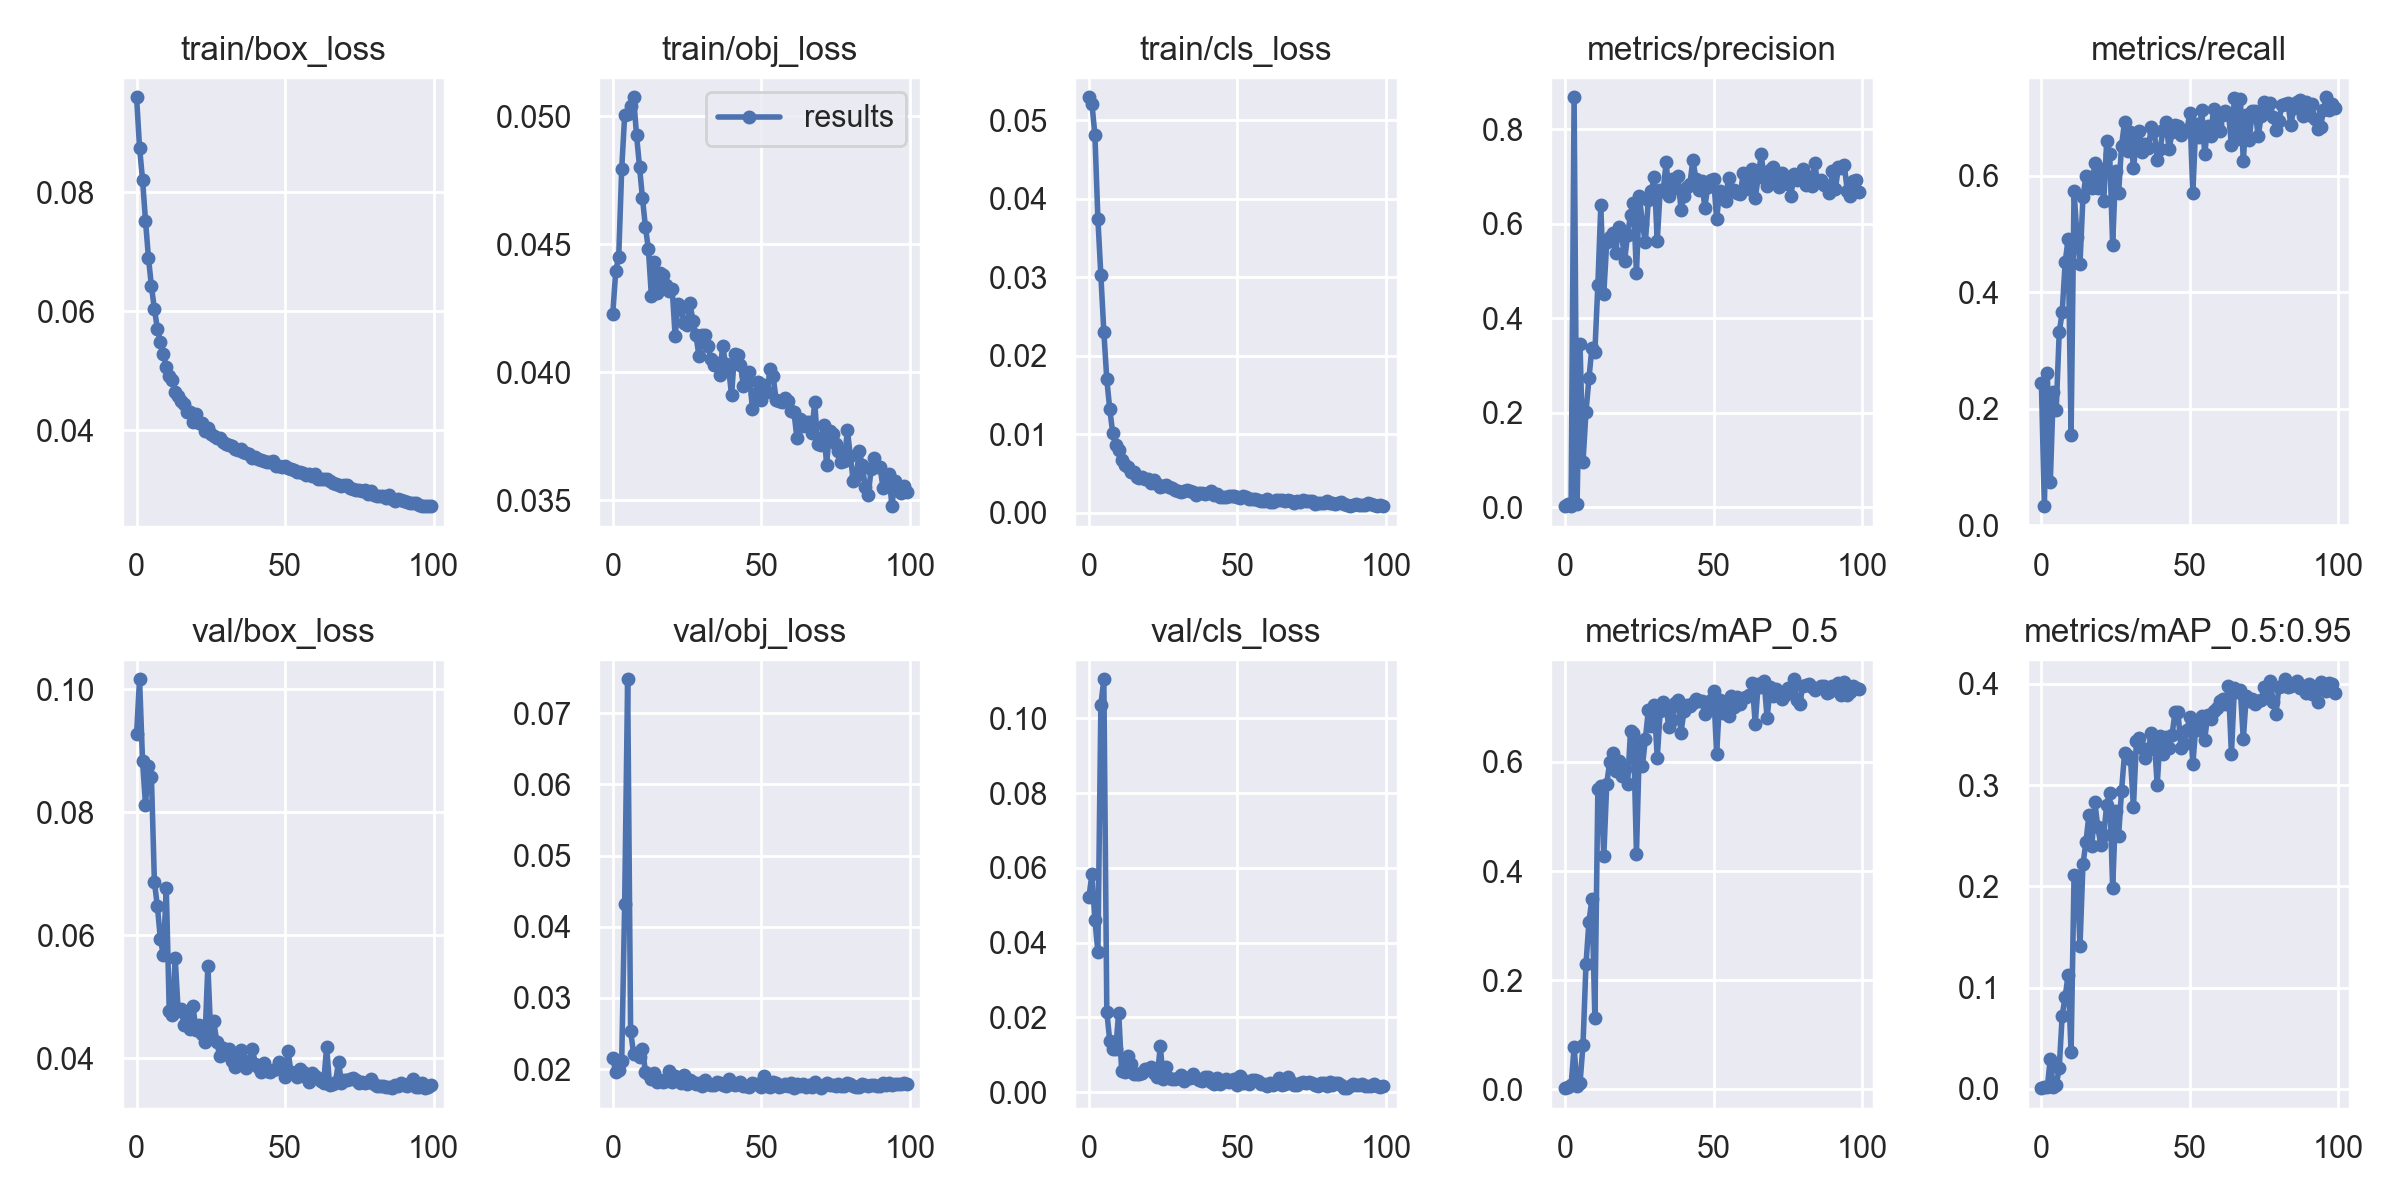 train/box_loss
0.08
0.06
0.04
0 50 100
train/obj_loss
results
0.050
0.045
0.040
0.035
0 50 100
train/cls_loss
0.05
0.04
0.03
0.02
0.01
0.00
0 50 100
metrics/precision
0.8
0.6
0.4
0.2
0.0
0 50 100
metrics/recall
0.6
0.4
0.2
0.0
0 50 100
val/box_loss
0.10
0.08
0.06
0.04
0 50 100
val/obj_loss
0.07
0.06
0.05
0.04
0.03
0.02
0 50 100
val/cls_loss
0.10
0.08
0.06
0.04
0.02
0.00
0 50 100
metrics/mAP_0.5
0.6
0.4
0.2
0.0
0 50 100
metrics/mAP_0.5:0.95
0.4
0.3
0.2
0.1
0.0
0 50 100